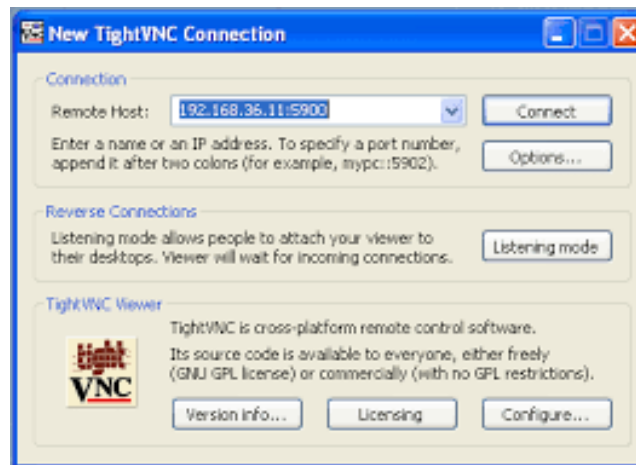 New TightVNC Connection
Connection
Remote Host: 192.168.36.11:5900 Connect
Enter a name or an IP address. To specify a port number,
append it after two colons (for example, mypc::5902).
Options...
Reverse Connections
Listening mode allows people to attach your viewer to
their desktops. Viewer will wait for incoming connections.
Listening mode
TightVNC Viewer
tight
VNC
TightVNC is cross-platform remote control software.
Its source code is available to everyone, either freely
(GNU GPL license) or commercially (with no GPL restrictions).
Version info... Licensing Configure...